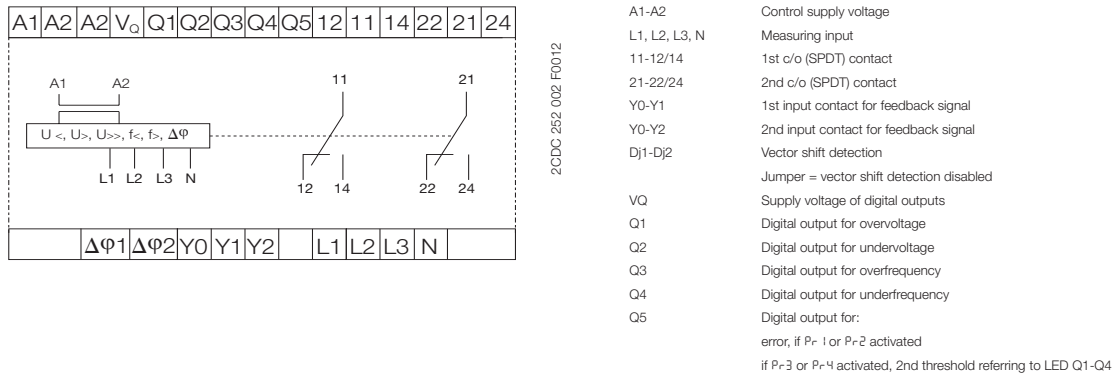 A1 A2 A2 VQ Q1 Q2 Q3 Q4 Q5 12 11 14 22 21 24
A1 A2 11 21
U <, U>, U>>, f<, f>, Δφ
L1 L2 L3 N
12 14 22 24
Δφ1 Δφ2 Y0 Y1 Y2 L1 L2 L3 N
2CDC 252 002 F0012
A1-A2 Control supply voltage
L1, L2, L3, N Measuring input
11-12/14 1st c/o (SPDT) contact
21-22/24 2nd c/o (SPDT) contact
Y0-Y1 1st input contact for feedback signal
Y0-Y2 2nd input contact for feedback signal
Dj1-Dj2 Vector shift detection
Jumper = vector shift detection disabled
VQ Supply voltage of digital outputs
Q1 Digital output for overvoltage
Q2 Digital output for undervoltage
Q3 Digital output for overfrequency
Q4 Digital output for underfrequency
Q5 Digital output for:
error, if Pr1 or Pr2 activated
if Pr3 or Pr4 activated, 2nd threshold referring to LED Q1-Q4